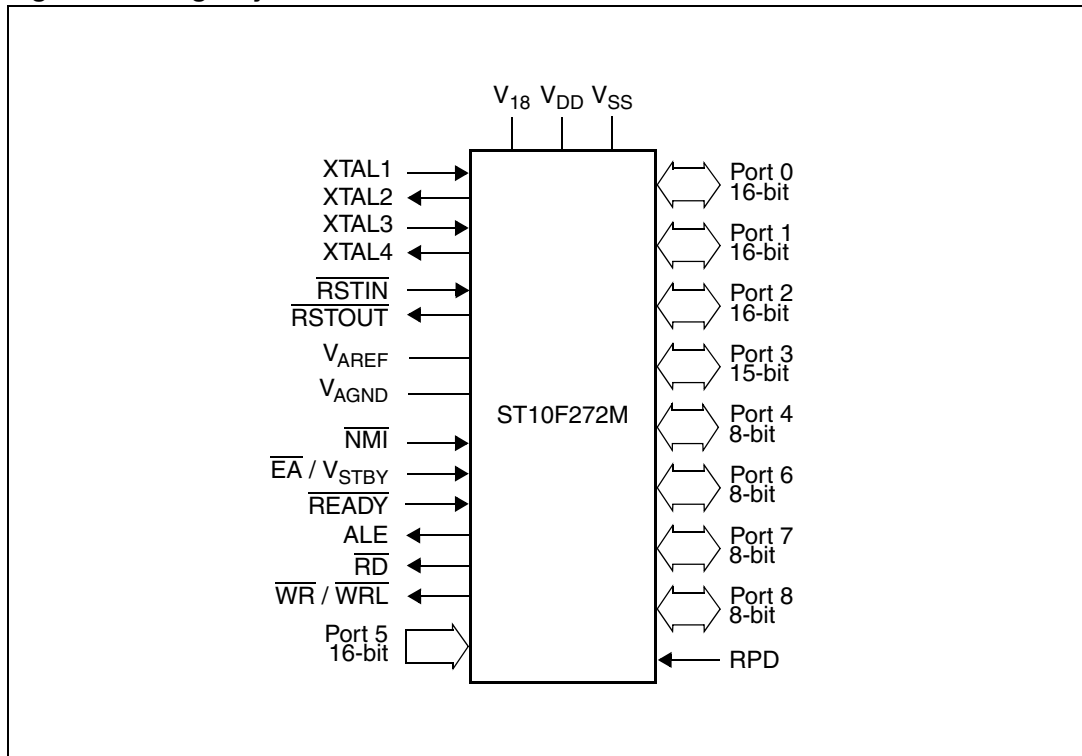 V18 VDD VSS
XTAL1
XTAL2
XTAL3
XTAL4
RSTIN
RSTOUT
VAREF
VAGND
NMI
EA / VSTBY
READY
ALE
RD
WR / WRL
Port 5
16-bit
ST10F272M
Port 0
16-bit
Port 1
16-bit
Port 2
16-bit
Port 3
15-bit
Port 4
8-bit
Port 6
8-bit
Port 7
8-bit
Port 8
8-bit
RPD